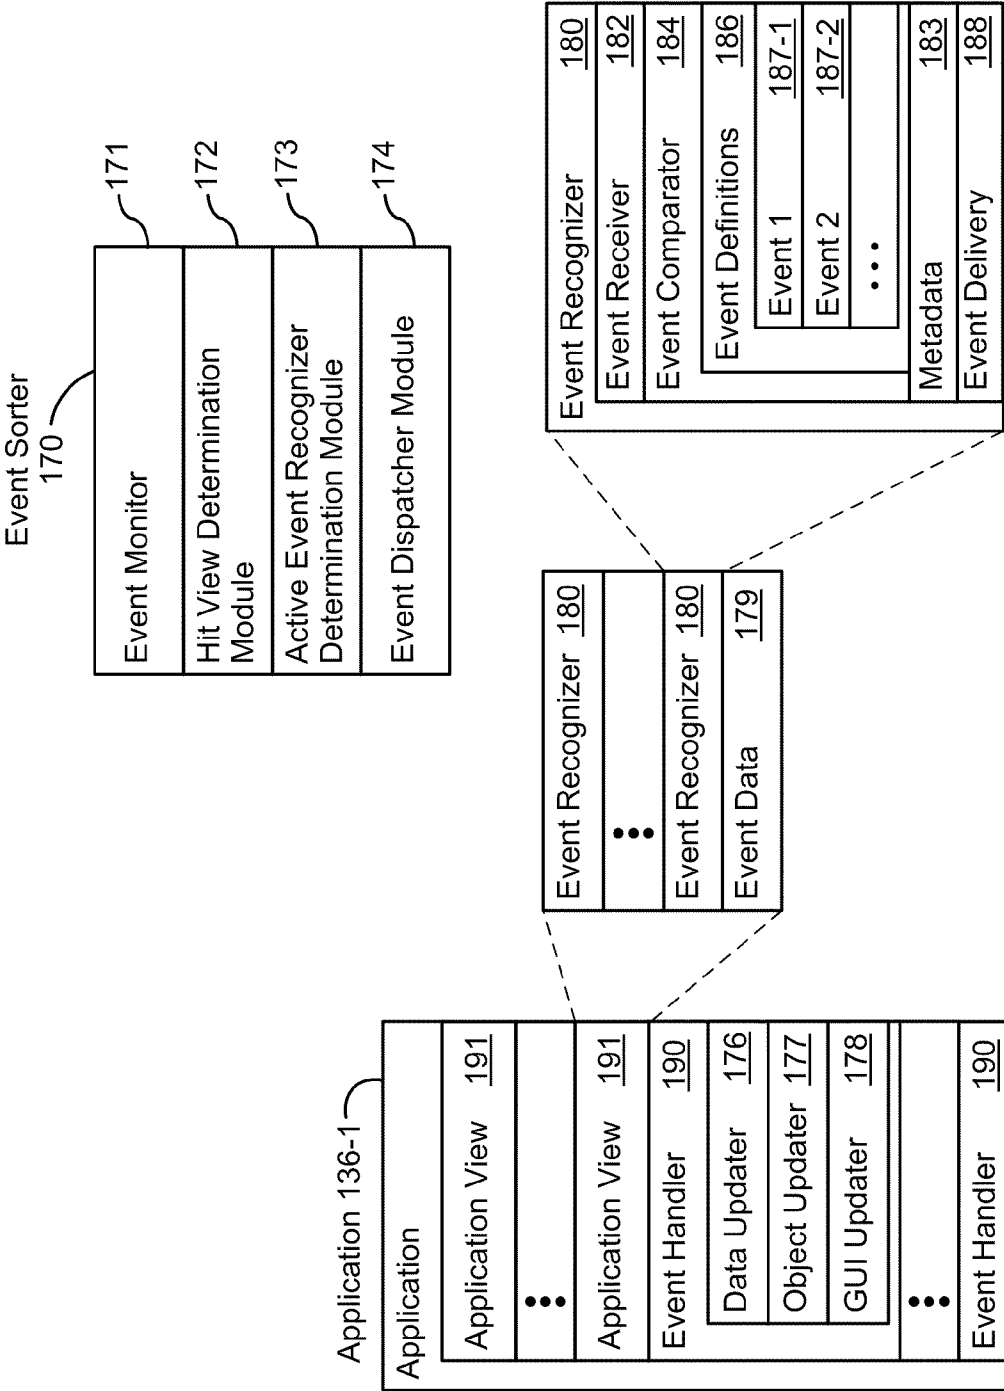 Event Sorter
170
Event Monitor
171
Hit View Determination
Module
172
Active Event Recognizer
Determination Module
173
Event Dispatcher Module
174
Application 136-1
Application
Application View 191
•••
Application View 191
Event Handler 190
Data Updater 176
Object Updater 177
GUI Updater 178
•••
Event Handler 190
Event Recognizer 180
•••
Event Recognizer 180
Event Data 179
Event Recognizer 180
Event Receiver 182
Event Comparator 184
Event Definitions 186
Event 1 187-1
Event 2 187-2
•••
Metadata 183
Event Delivery 188